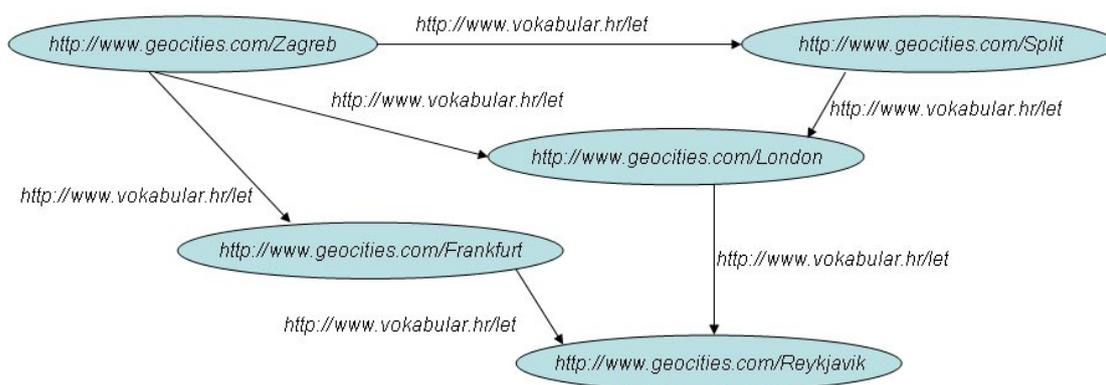 http://www.vokabular.hr/let
http://www.geocities.com/Zagreb
http://www.geocities.com/Split
http://www.vokabular.hr/let
http://www.vokabular.hr/let
http://www.geocities.com/London
http://www.vokabular.hr/let
http://www.geocities.com/Frankfurt
http://www.vokabular.hr/let
http://www.vokabular.hr/let
http://www.geocities.com/Reykjavik